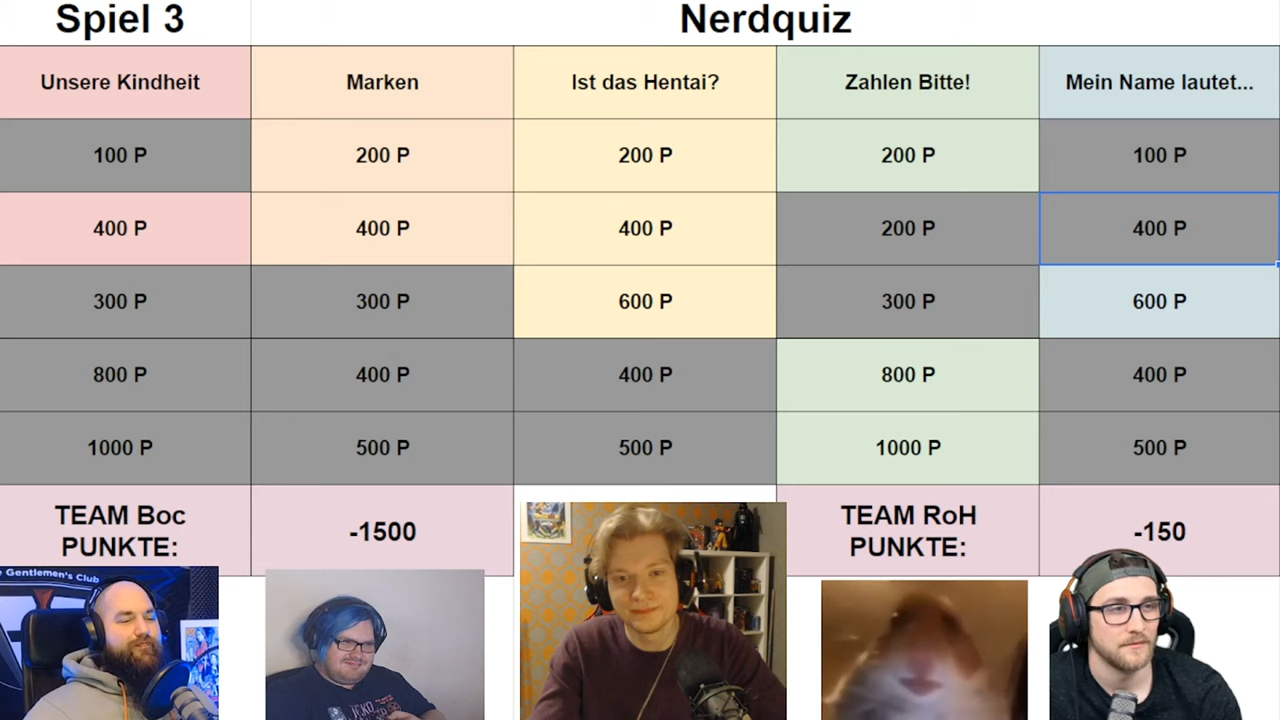 Spiel 3 Nerdquiz
Unsere Kindheit Marken Ist das Hentai? Zahlen Bitte! Mein Name lautet...
100 P 200 P 200 P 200 P 100 P
400 P 400 P 400 P 200 P 400 P
300 P 300 P 600 P 300 P 600 P
800 P 400 P 400 P 800 P 400 P
1000 P 500 P 500 P 1000 P 500 P
TEAM Boc
PUNKTE:
-1500
TEAM RoH
PUNKTE:
-150
e Gentlemen's Club